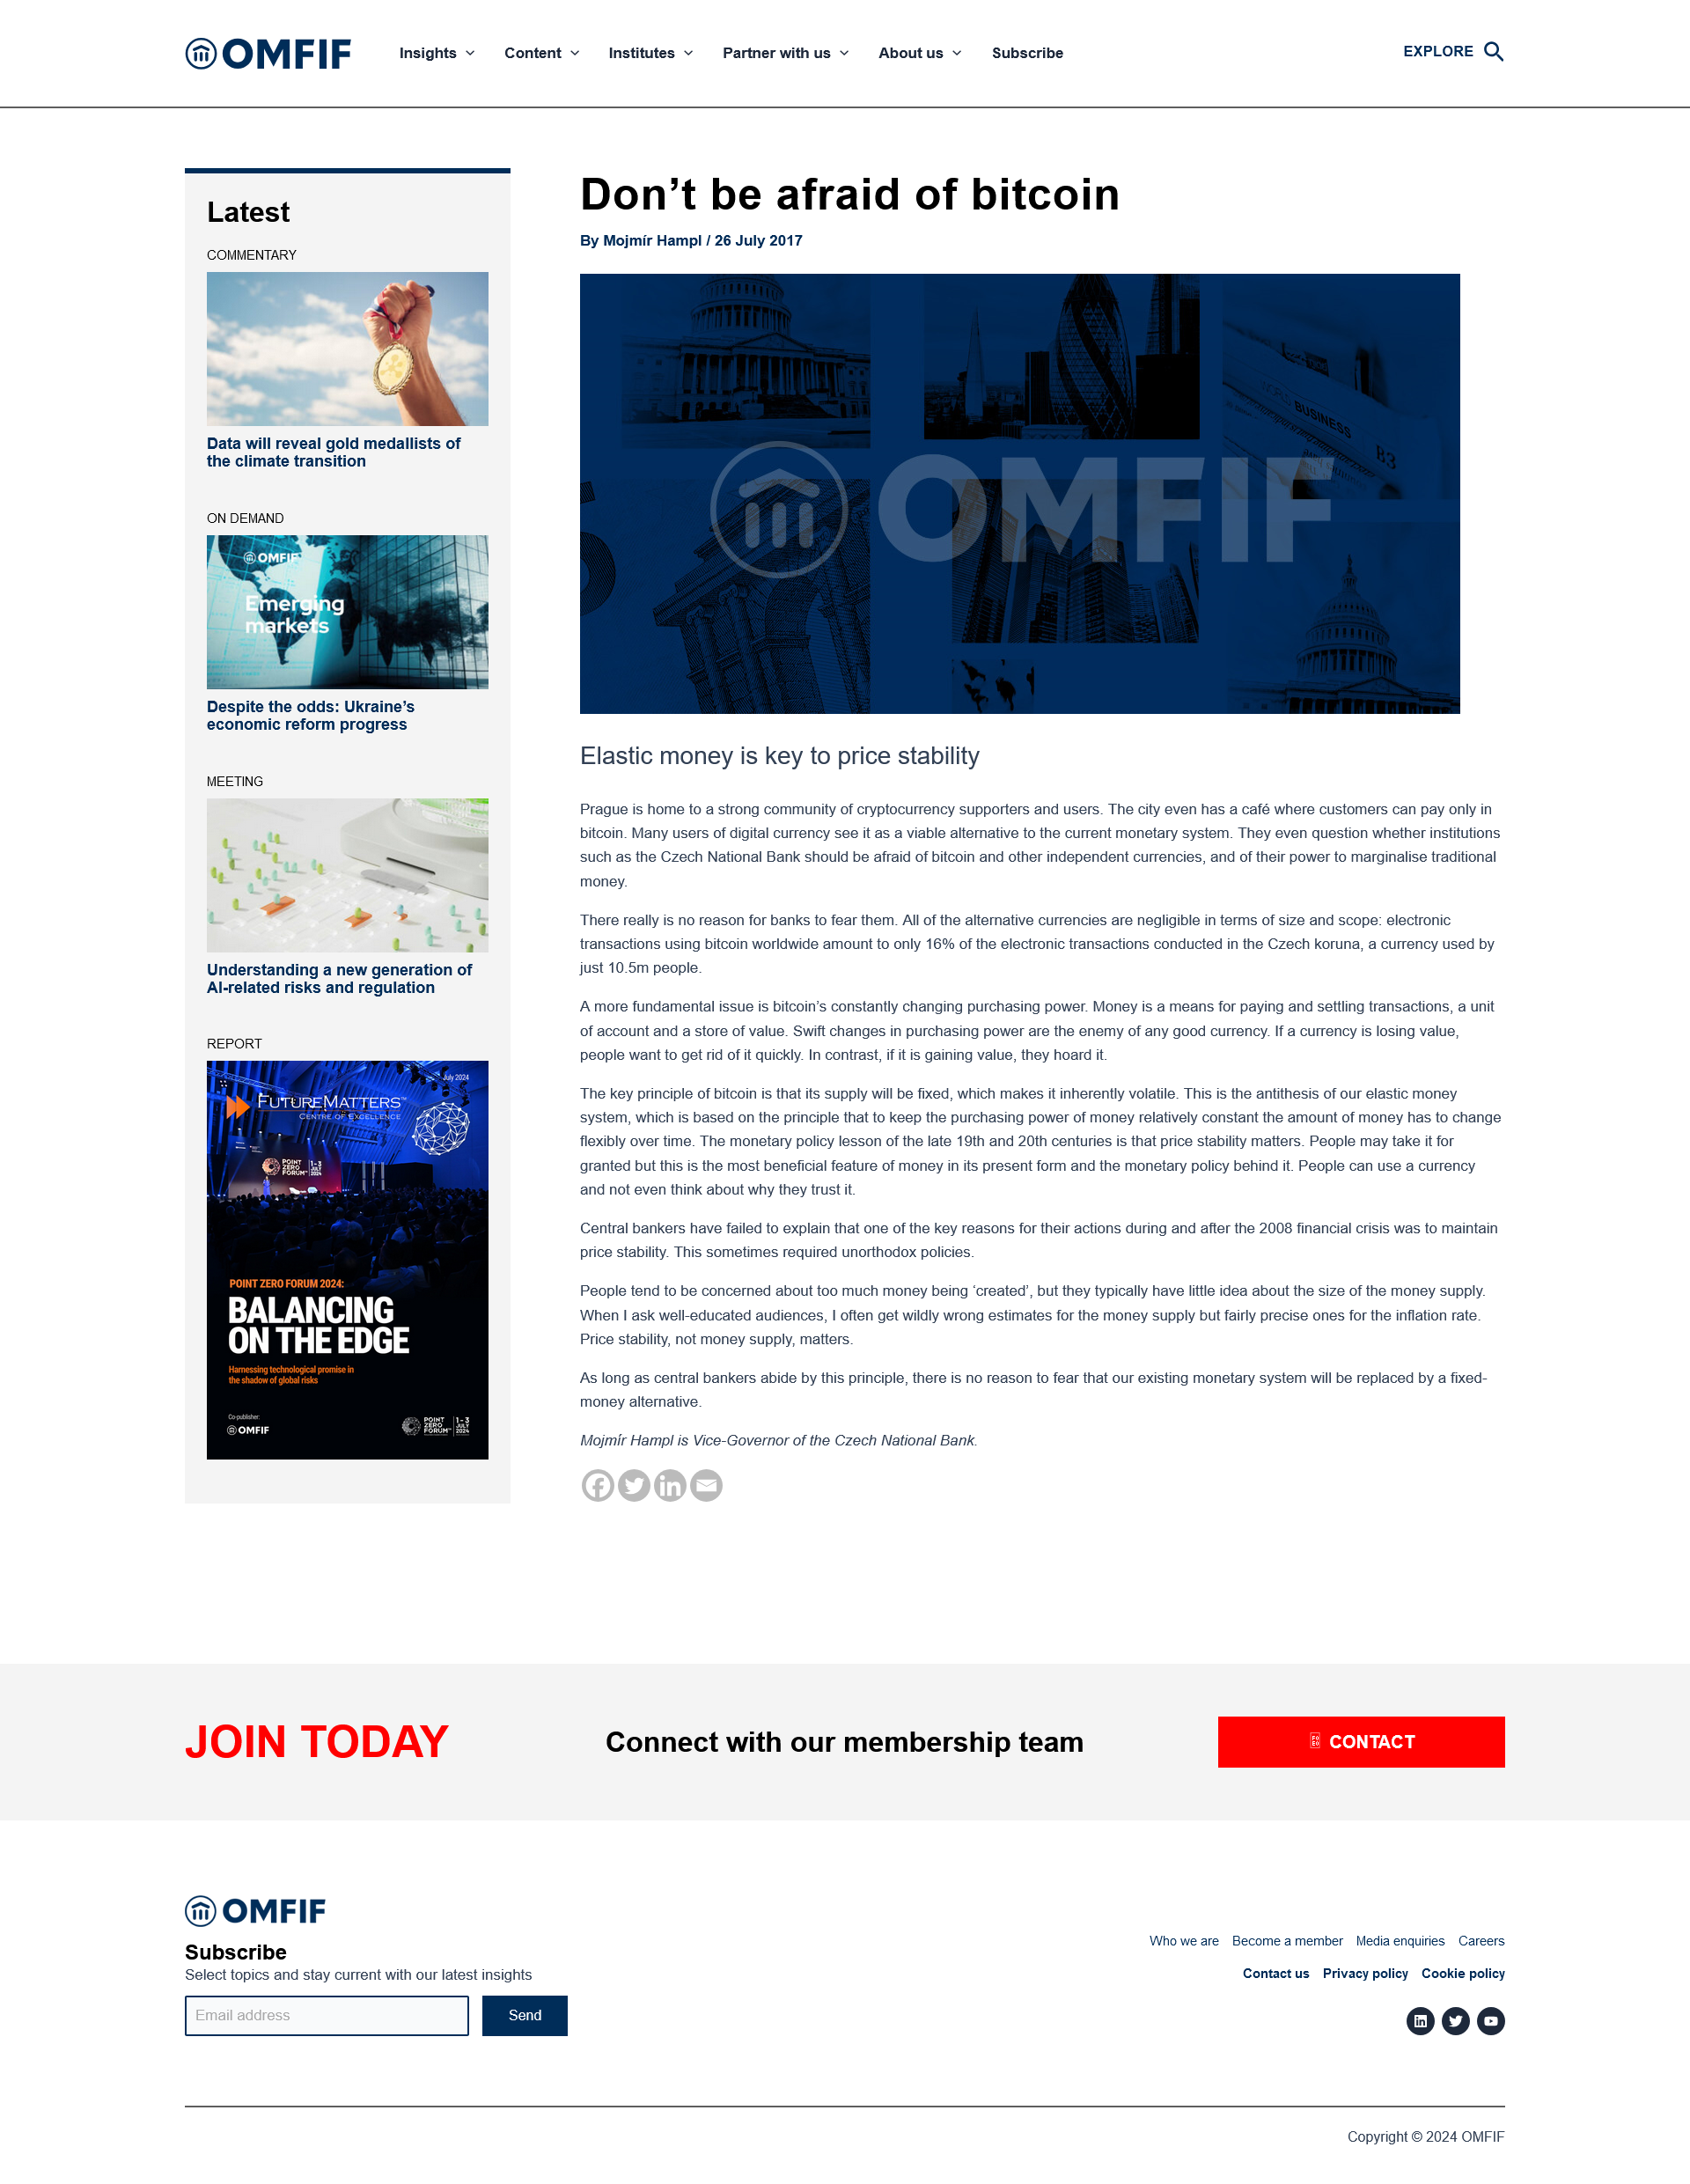 OMFIF
Insights
Content
Institutes
Partner with us
About us
Subscribe
EXPLORE
Latest
COMMENTARY
Data will reveal gold medallists of
the climate transition
ON DEMAND
OMFIF
Emerging
markets
Despite the odds: Ukraine’s
economic reform progress
MEETING
Understanding a new generation of
AI-related risks and regulation
REPORT
July 2024
FUTUREMATTERS™
CENTRE OF EXCELLENCE
POINT ZERO FORUM
1-3 JULY 2024
POINT ZERO FORUM 2024:
BALANCING
ON THE EDGE
Harnessing technological promise in
the shadow of global risks
Co-publisher:
OMFIF
POINT ZERO FORUM
1-3 JULY 2024
Don’t be afraid of bitcoin
By Mojmír Hampl / 26 July 2017
BUSINESS
B3
OMFIF
Elastic money is key to price stability
Prague is home to a strong community of cryptocurrency supporters and users. The city even has a café where customers can pay only in
bitcoin. Many users of digital currency see it as a viable alternative to the current monetary system. They even question whether institutions
such as the Czech National Bank should be afraid of bitcoin and other independent currencies, and of their power to marginalise traditional
money.
There really is no reason for banks to fear them. All of the alternative currencies are negligible in terms of size and scope: electronic
transactions using bitcoin worldwide amount to only 16% of the electronic transactions conducted in the Czech koruna, a currency used by
just 10.5m people.
A more fundamental issue is bitcoin’s constantly changing purchasing power. Money is a means for paying and settling transactions, a unit
of account and a store of value. Swift changes in purchasing power are the enemy of any good currency. If a currency is losing value,
people want to get rid of it quickly. In contrast, if it is gaining value, they hoard it.
The key principle of bitcoin is that its supply will be fixed, which makes it inherently volatile. This is the antithesis of our elastic money
system, which is based on the principle that to keep the purchasing power of money relatively constant the amount of money has to change
flexibly over time. The monetary policy lesson of the late 19th and 20th centuries is that price stability matters. People may take it for
granted but this is the most beneficial feature of money in its present form and the monetary policy behind it. People can use a currency
and not even think about why they trust it.
Central bankers have failed to explain that one of the key reasons for their actions during and after the 2008 financial crisis was to maintain
price stability. This sometimes required unorthodox policies.
People tend to be concerned about too much money being ‘created’, but they typically have little idea about the size of the money supply.
When I ask well-educated audiences, I often get wildly wrong estimates for the money supply but fairly precise ones for the inflation rate.
Price stability, not money supply, matters.
As long as central bankers abide by this principle, there is no reason to fear that our existing monetary system will be replaced by a fixed-
money alternative.
Mojmír Hampl is Vice-Governor of the Czech National Bank.
JOIN TODAY
Connect with our membership team
CONTACT
OMFIF
Subscribe
Select topics and stay current with our latest insights
Email address
Send
Who we are
Become a member
Media enquiries
Careers
Contact us
Privacy policy
Cookie policy
Copyright © 2024 OMFIF